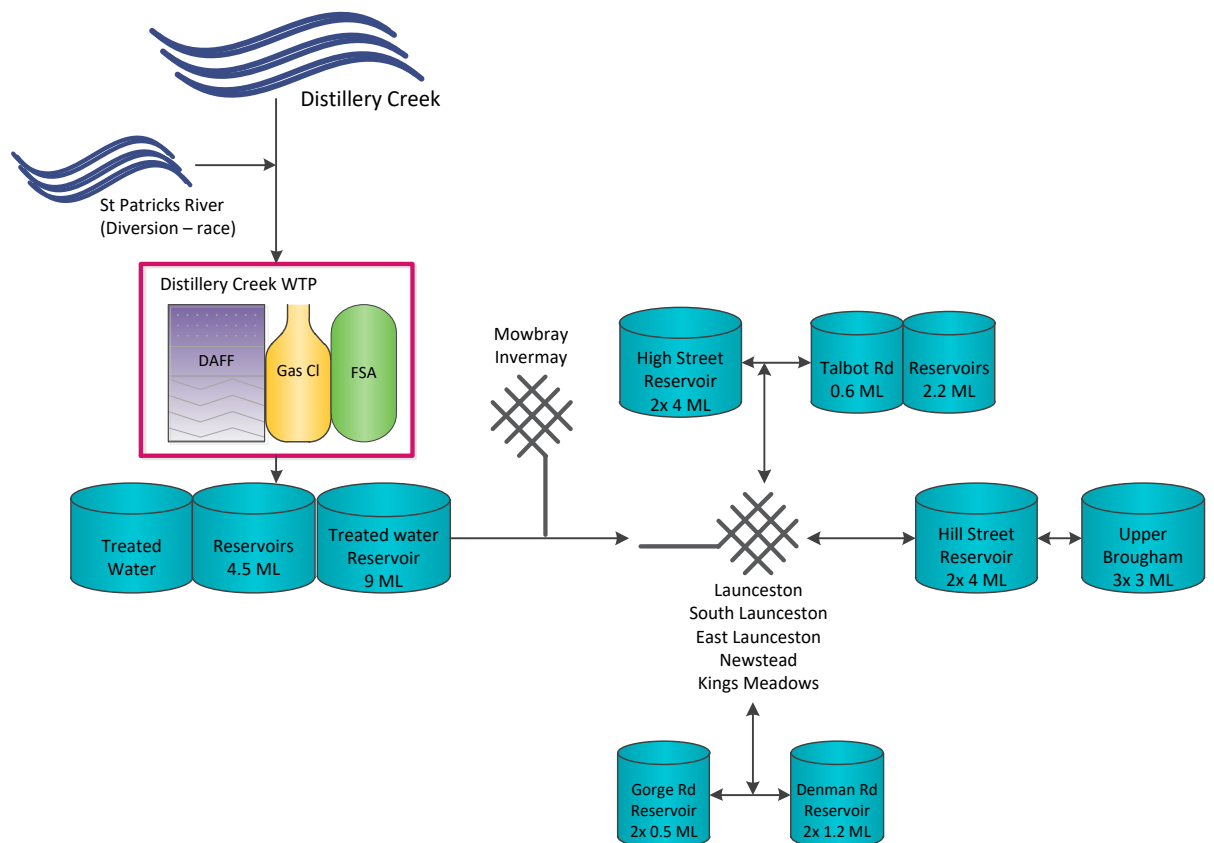 Distillery Creek
St Patricks River
(Diversion – race)
Distillery Creek WTP
DAFF
Gas Cl
FSA
Mowbray
Invermay
High Street
Reservoir
2x 4 ML
Talbot Rd
0.6 ML
Reservoirs
2.2 ML
Treated
Water
Reservoirs
4.5 ML
Treated water
Reservoir
9 ML
Hill Street
Reservoir
2x 4 ML
Upper
Brougham
3x 3 ML
Launceston
South Launceston
East Launceston
Newstead
Kings Meadows
Gorge Rd
Reservoir
2x 0.5 ML
Denman Rd
Reservoir
2x 1.2 ML